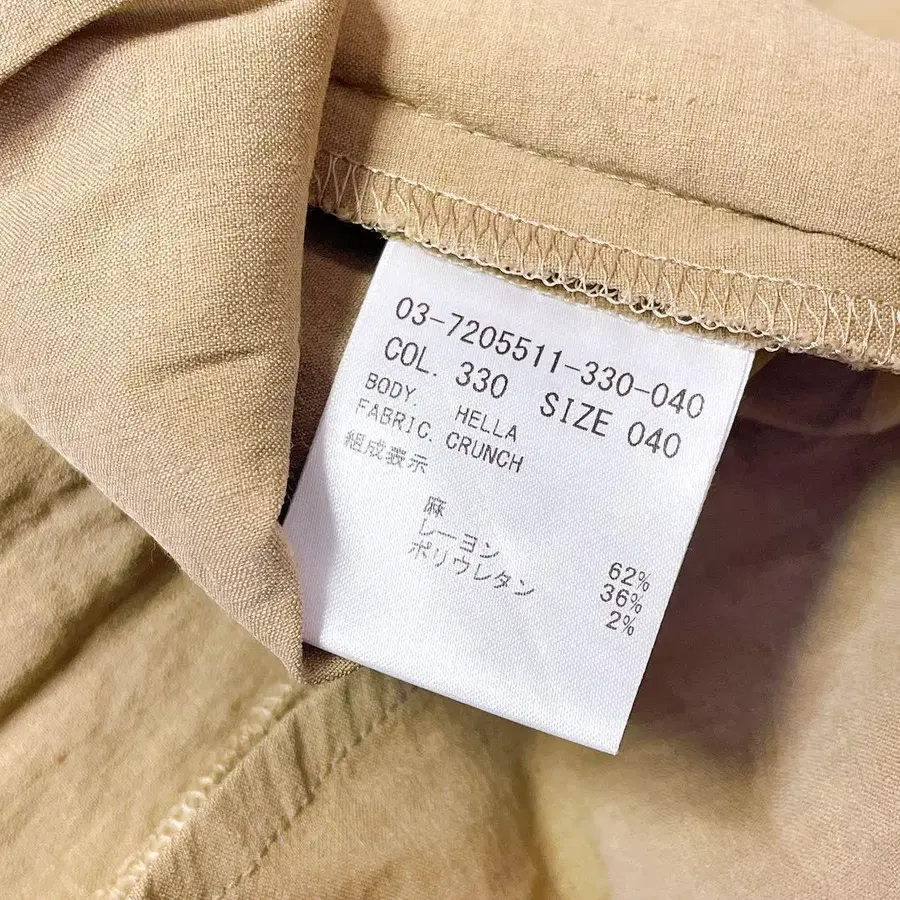 03-7205511-330-040
COL. 330 SIZE 040
BODY. HELLA
FABRIC. CRUNCH
組成表示
麻 62%
レーヨン 36%
ポリウレタン 2%